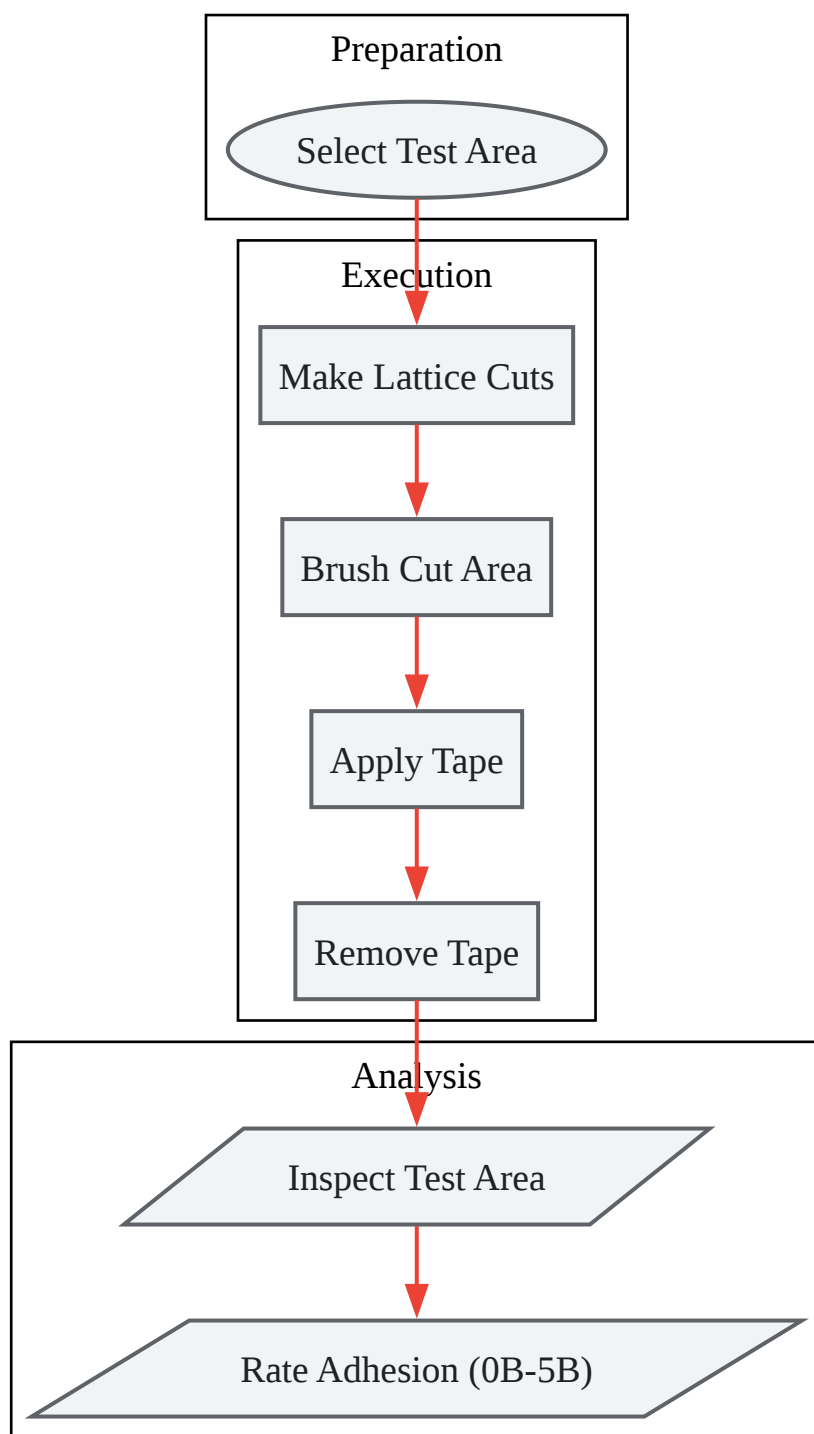 Preparation
Select Test Area
Execution
Make Lattice Cuts
Brush Cut Area
Apply Tape
Remove Tape
Analysis
Inspect Test Area
Rate Adhesion (0B-5B)